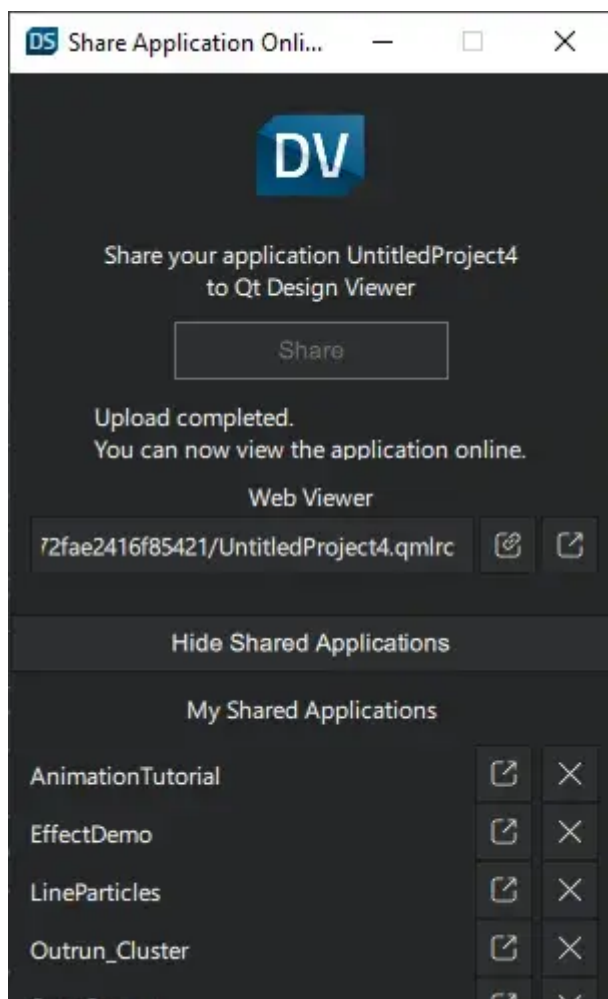 DS Share Application Onli...
DV
Share your application UntitledProject4
to Qt Design Viewer
Share
Upload completed.
You can now view the application online.
Web Viewer
72fae2416f85421/UntitledProject4.qmlrc
Hide Shared Applications
My Shared Applications
AnimationTutorial
EffectDemo
LineParticles
Outrun_Cluster